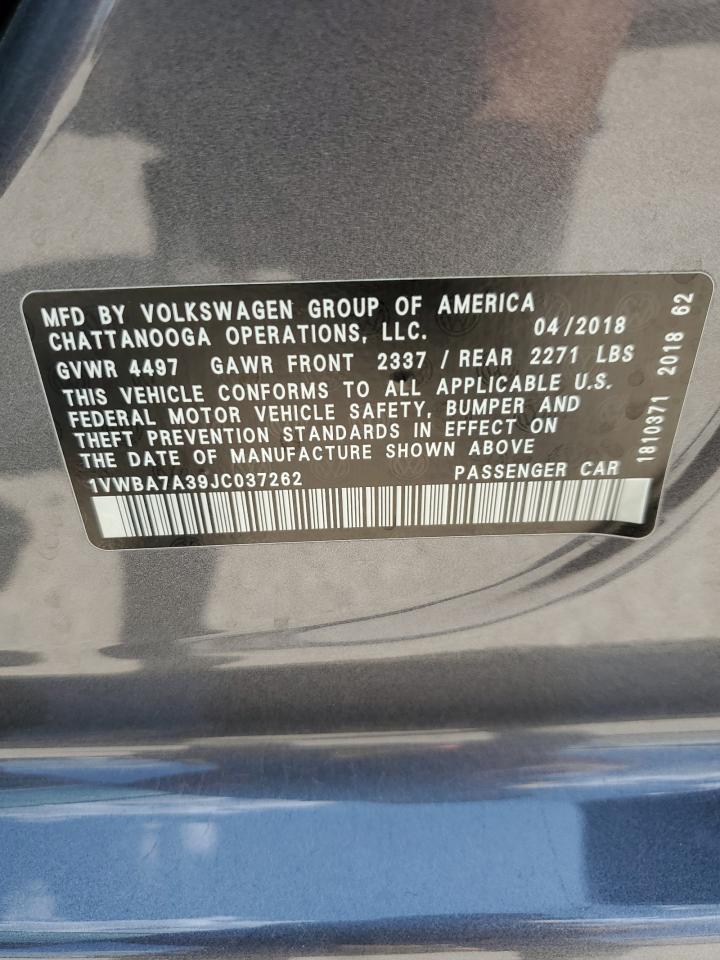 MFD BY VOLKSWAGEN GROUP OF AMERICA
CHATTANOOGA OPERATIONS, LLC. 04/2018
GVWR 4497 GAWR FRONT 2337 / REAR 2271 LBS
THIS VEHICLE CONFORMS TO ALL APPLICABLE U.S.
FEDERAL MOTOR VEHICLE SAFETY, BUMPER AND
THEFT PREVENTION STANDARDS IN EFFECT ON
THE DATE OF MANUFACTURE SHOWN ABOVE
1VWBA7A39JC037262 PASSENGER CAR
1810371 2018 62